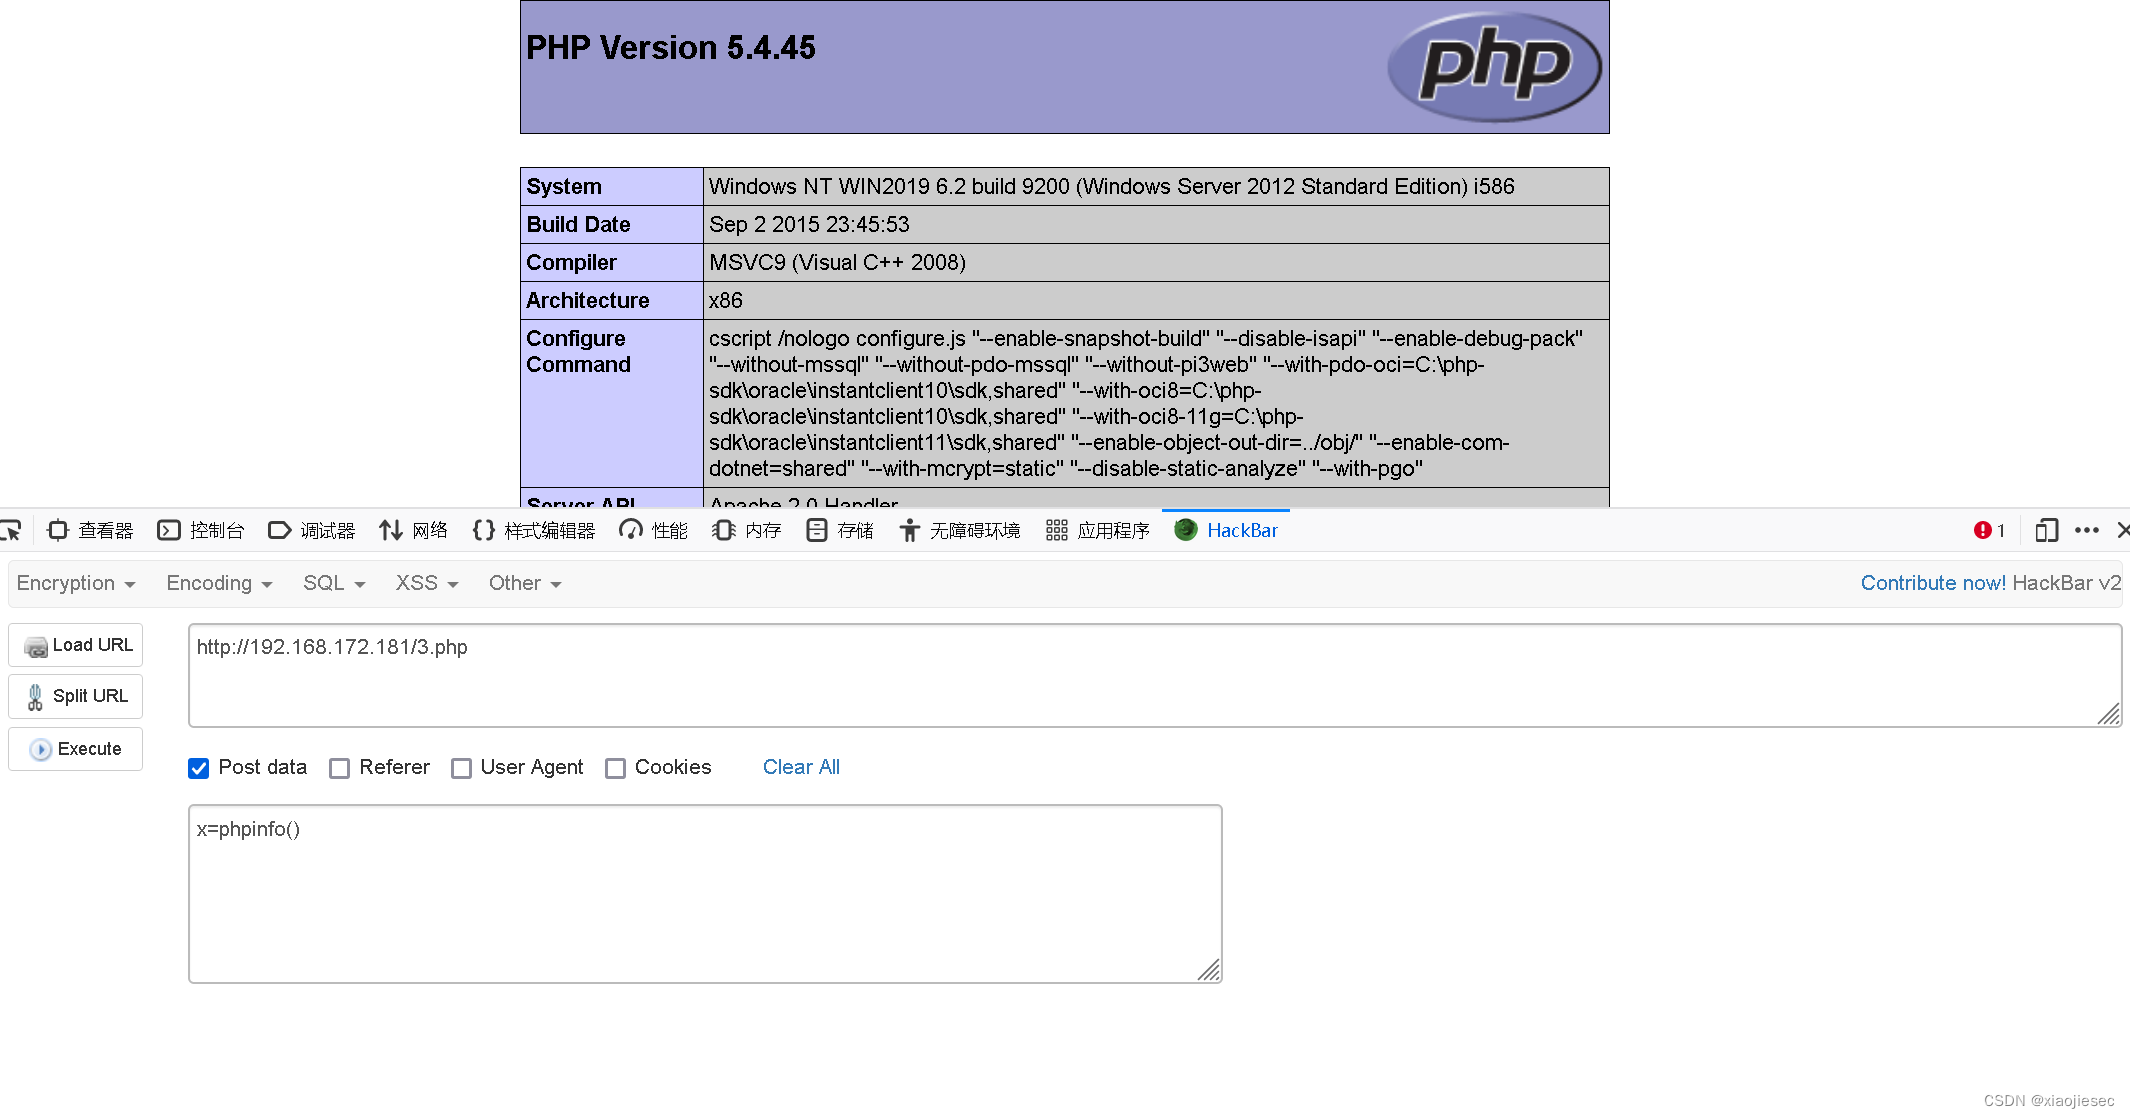 PHP Version 5.4.45
php
System Windows NT WIN2019 6.2 build 9200 (Windows Server 2012 Standard Edition) i586
Build Date Sep 2 2015 23:45:53
Compiler MSVC9 (Visual C++ 2008)
Architecture x86
Configure Command
cscript /nologo configure.js "--enable-snapshot-build" "--disable-isapi" "--enable-debug-pack"
"--without-mssql" "--without-pdo-mssql" "--without-pi3web" "--with-pdo-oci=C:\php-
sdk\oracle\instantclient10\sdk,shared" "--with-oci8=C:\php-
sdk\oracle\instantclient10\sdk,shared" "--with-oci8-11g=C:\php-
sdk\oracle\instantclient11\sdk,shared" "--enable-object-out-dir=../obj/" "--enable-com-
dotnet=shared" "--with-mcrypt=static" "--disable-static-analyze" "--with-pgo"
Server API Apache 2.0 Handler
查看器 控制台 调试器 网络 样式编辑器 性能 内存 存储 无障碍环境 应用程序 HackBar 1
Encryption Encoding SQL XSS Other Contribute now! HackBar v2
Load URL
http://192.168.172.181/3.php
Split URL
Execute
Post data Referer User Agent Cookies Clear All
x=phpinfo()
CSDN @xiaojiesec